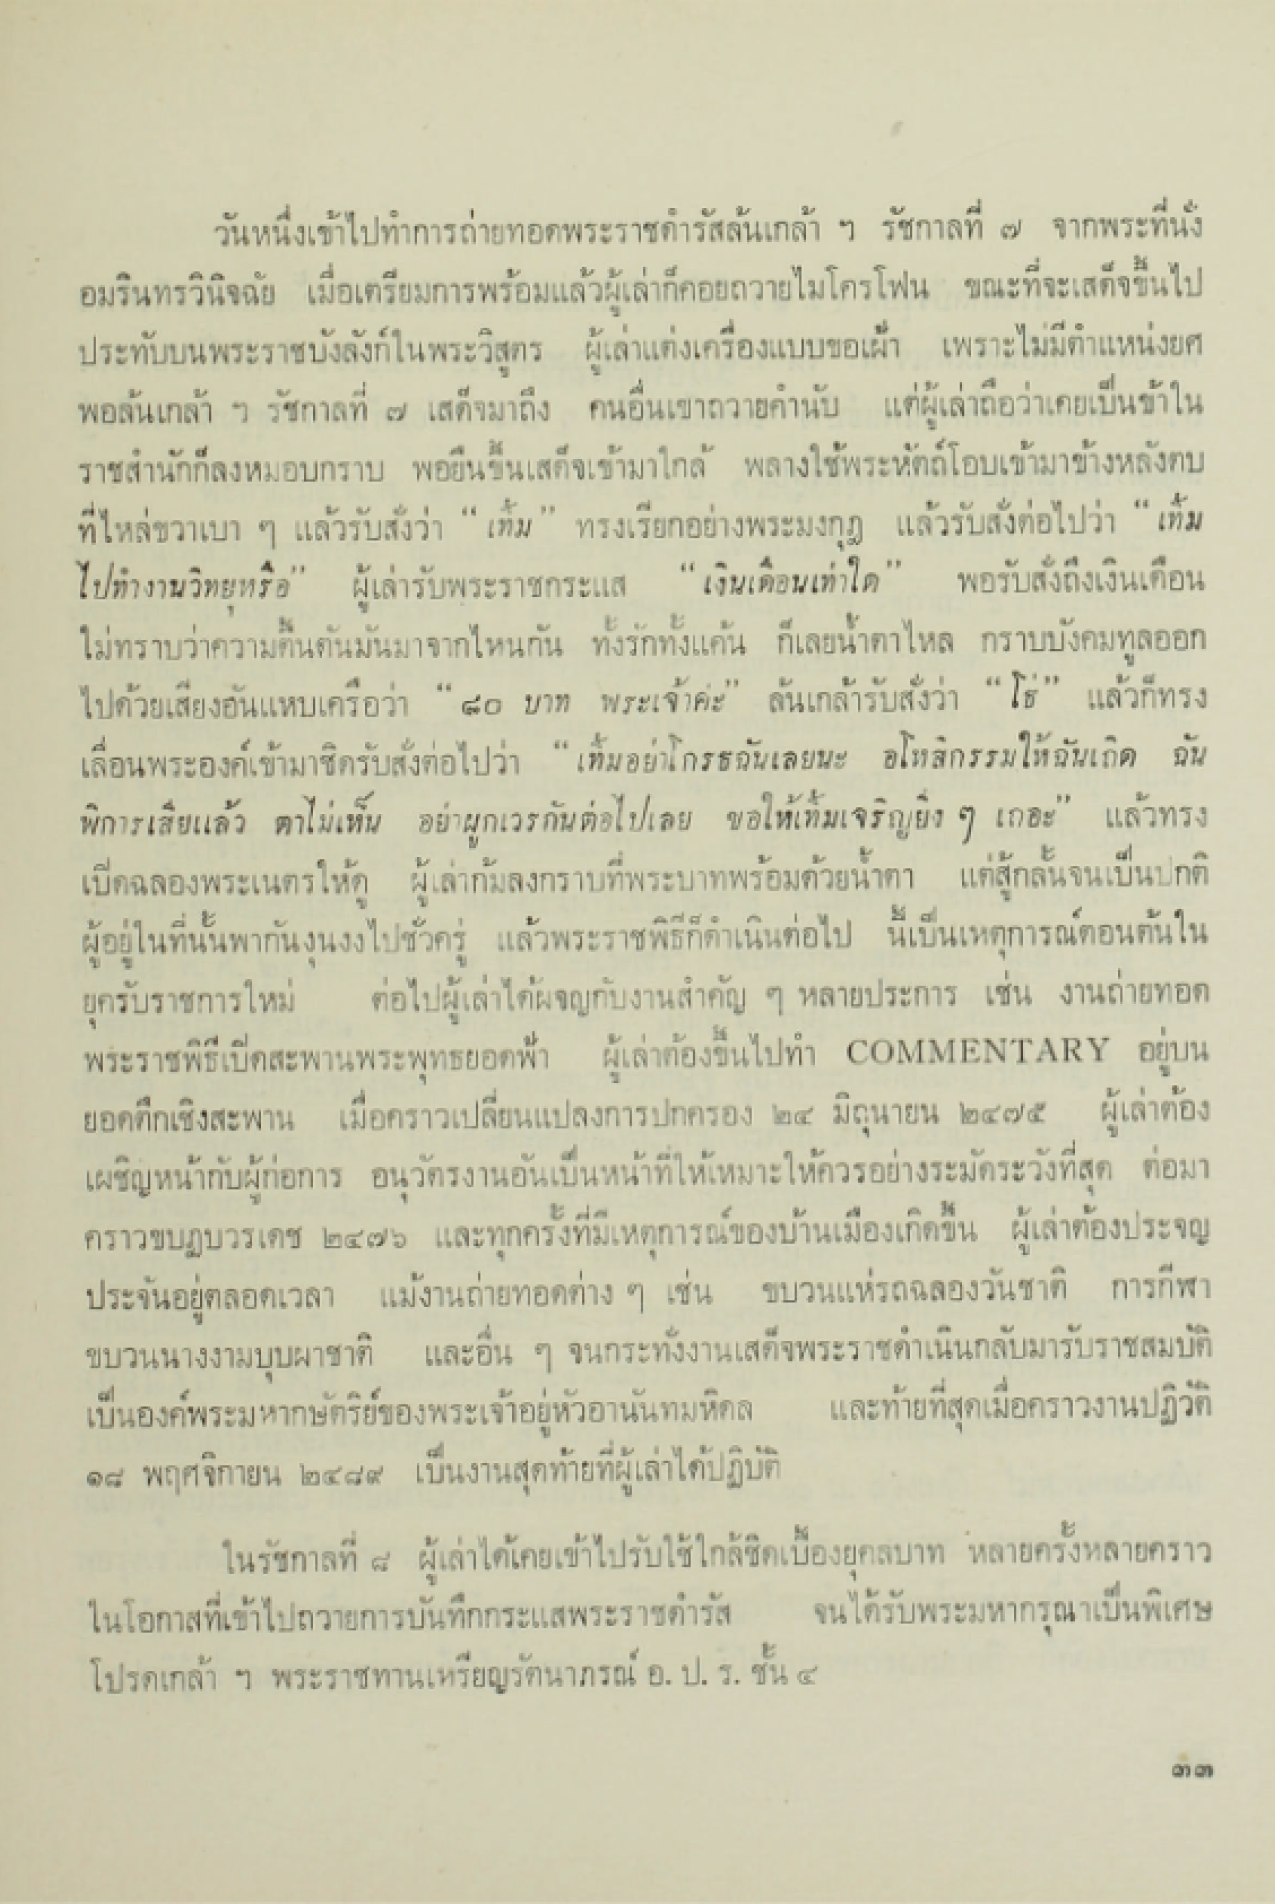 วันหนึ่งเข้าไปทำการถ่ายทอดพระราชดำรัสล้นเกล้า ฯ รัชกาลที่ ๗ จากพระที่นั่ง
อมรินทรวินิจฉัย เมื่อเตรียมการพร้อมแล้วผู้เล่าก็คอยถวายไมโครโฟน ขณะที่จะเสด็จขึ้นไป
ประทับบนพระราชบังลังก์ในพระวิสูตร ผู้เล่าแต่งเครื่องแบบขอเฝ้า เพราะไม่มีตำแหน่งยศ
พอล้นเกล้า ฯ รัชกาลที่ ๗ เสด็จมาถึง คนอื่นเขาถวายคำนับ แต่ผู้เล่าถือว่าเคยเป็นข้าใน
ราชสำนักก็ลงหมอบกราบ พอยืนขึ้นเสด็จเข้ามาใกล้ พลางใช้พระหัตถ์โอบเข้ามาข้างหลังตบ
ที่ไหล่ขวาเบา ๆ แล้วรับสั่งว่า “เทิ้ม” ทรงเรียกอย่างพระมงกุฎ แล้วรับสั่งต่อไปว่า “เทิ้ม
ไปทำงานวิทยุหรือ” ผู้เล่ารับพระราชกระแส “เงินเดือนเท่าใด” พอรับสั่งถึงเงินเดือน
ไม่ทราบว่าความตื้นตันมันมาจากไหนกัน ทั้งรักทั้งแค้น ก็เลยน้ำตาไหล กราบบังคมทูลออก
ไปด้วยเสียงอันแหบเครือว่า “๘๐ บาท พระเจ้าค่ะ” ล้นเกล้ารับสั่งว่า “โธ่” แล้วก็ทรง
เลื่อนพระองค์เข้ามาชิดรับสั่งต่อไปว่า “เทิ้มอย่าโกรธฉันเลยนะ อโหสิกรรมให้ฉันเถิด ฉัน
พิการเสียแล้ว ตาไม่เห็น อย่าผูกเวรกันต่อไปเลย ขอให้เทิ้มเจริญยิ่ง ๆ เถอะ” แล้วทรง
เปิดฉลองพระเนตรให้ดู ผู้เล่าก้มลงกราบที่พระบาทพร้อมด้วยน้ำตา แต่สู้กลั้นจนเป็นปกติ
ผู้อยู่ในที่นั้นพากันงุนงงไปชั่วครู่ แล้วพระราชพิธีก็ดำเนินต่อไป นี้เป็นเหตุการณ์ตอนต้นใน
ยุครับราชการใหม่ ต่อไปผู้เล่าได้ผจญกับงานสำคัญ ๆ หลายประการ เช่น งานถ่ายทอด
พระราชพิธีเปิดสะพานพระพุทธยอดฟ้า ผู้เล่าต้องขึ้นไปทำ COMMENTARY อยู่บน
ยอดตึกเชิงสะพาน เมื่อคราวเปลี่ยนแปลงการปกครอง ๒๔ มิถุนายน ๒๔๗๕ ผู้เล่าต้อง
เผชิญหน้ากับผู้ก่อการ อนุวัตรงานอันเป็นหน้าที่ให้เหมาะให้ควรอย่างระมัดระวังที่สุด ต่อมา
คราวขบฏบวรเดช ๒๔๗๖ และทุกครั้งที่มีเหตุการณ์ของบ้านเมืองเกิดขึ้น ผู้เล่าต้องประจญ
ประจันอยู่ตลอดเวลา แม้งานถ่ายทอดต่าง ๆ เช่น ขบวนแห่รถฉลองวันชาติ การกีฬา
ขบวนนางงามบุบผาชาติ และอื่น ๆ จนกระทั่งงานเสด็จพระราชดำเนินกลับมารับราชสมบัติ
เป็นองค์พระมหากษัตริย์ของพระเจ้าอยู่หัวอานันทมหิดล และท้ายที่สุดเมื่อคราวงานปฏิวัติ
๑๘ พฤศจิกายน ๒๔๘๙ เป็นงานสุดท้ายที่ผู้เล่าได้ปฏิบัติ
ในรัชกาลที่ ๘ ผู้เล่าได้เคยเข้าไปรับใช้ใกล้ชิดเบื้องยุคลบาท หลายครั้งหลายคราว
ในโอกาสที่เข้าไปถวายการบันทึกกระแสพระราชดำรัส จนได้รับพระมหากรุณาเป็นพิเศษ
โปรดเกล้า ฯ พระราชทานเหรียญรัตนาภรณ์ อ. ป. ร. ชั้น ๔
๓๓